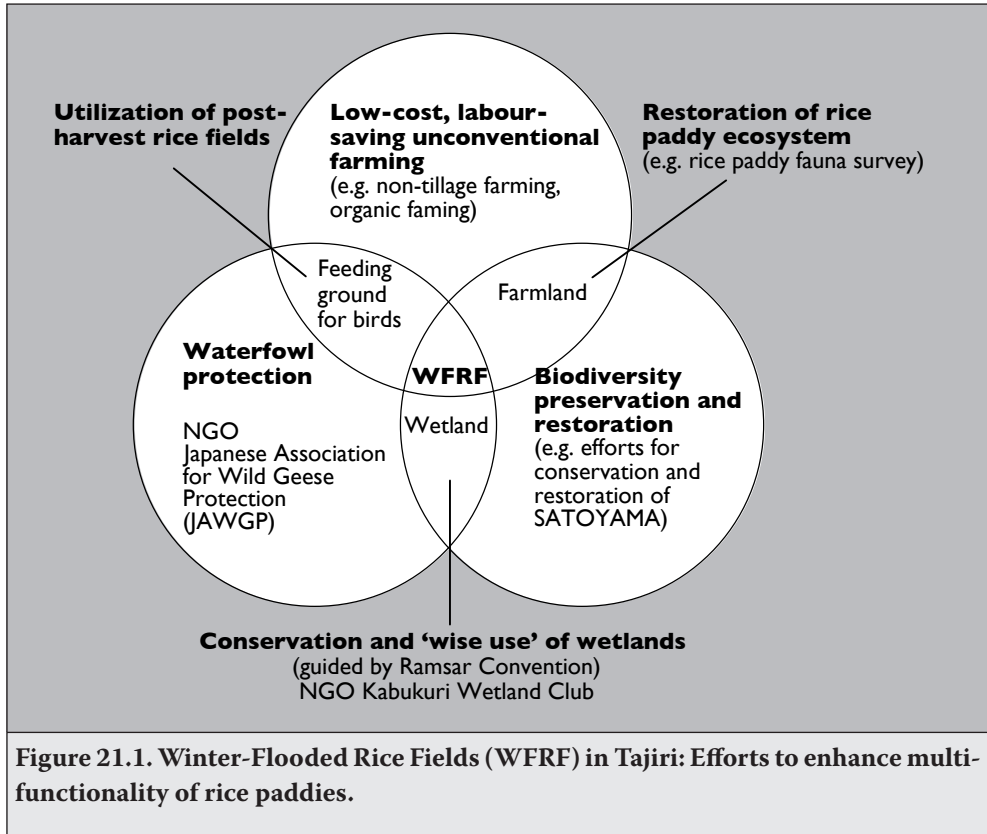 Utilization of post-
harvest rice fields
Low-cost, labour-
saving unconventional
farming
(e.g. non-tillage farming,
organic faming)
Restoration of rice
paddy ecosystem
(e.g. rice paddy fauna survey)
Feeding
ground
for birds
Farmland
Waterfowl
protection
NGO
Japanese Association
for Wild Geese
Protection
(JAWGP)
WFRF
Wetland
Biodiversity
preservation and
restoration
(e.g. efforts for
conservation and
restoration of
SATOYAMA)
Conservation and ‘wise use’ of wetlands
(guided by Ramsar Convention)
NGO Kabukuri Wetland Club
Figure 21.1. Winter-Flooded Rice Fields (WFRF) in Tajiri: Efforts to enhance multi-
functionality of rice paddies.